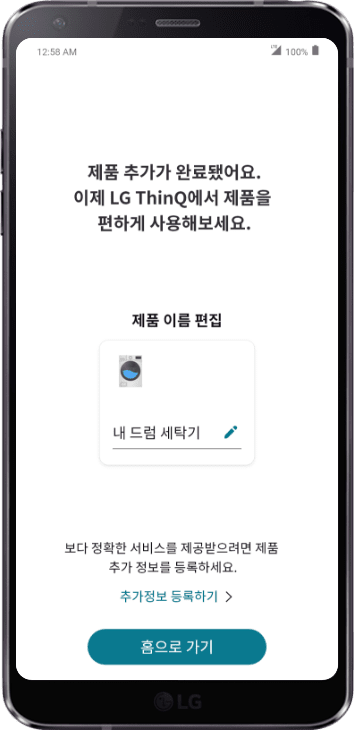 12:58 AM
LTE
100%
제품 추가가 완료됐어요.
이제 LG ThinQ에서 제품을
편하게 사용해보세요.
제품 이름 편집
내 드럼 세탁기
보다 정확한 서비스를 제공받으려면 제품
추가 정보를 등록하세요.
추가정보 등록하기 >
홈으로 가기
LG